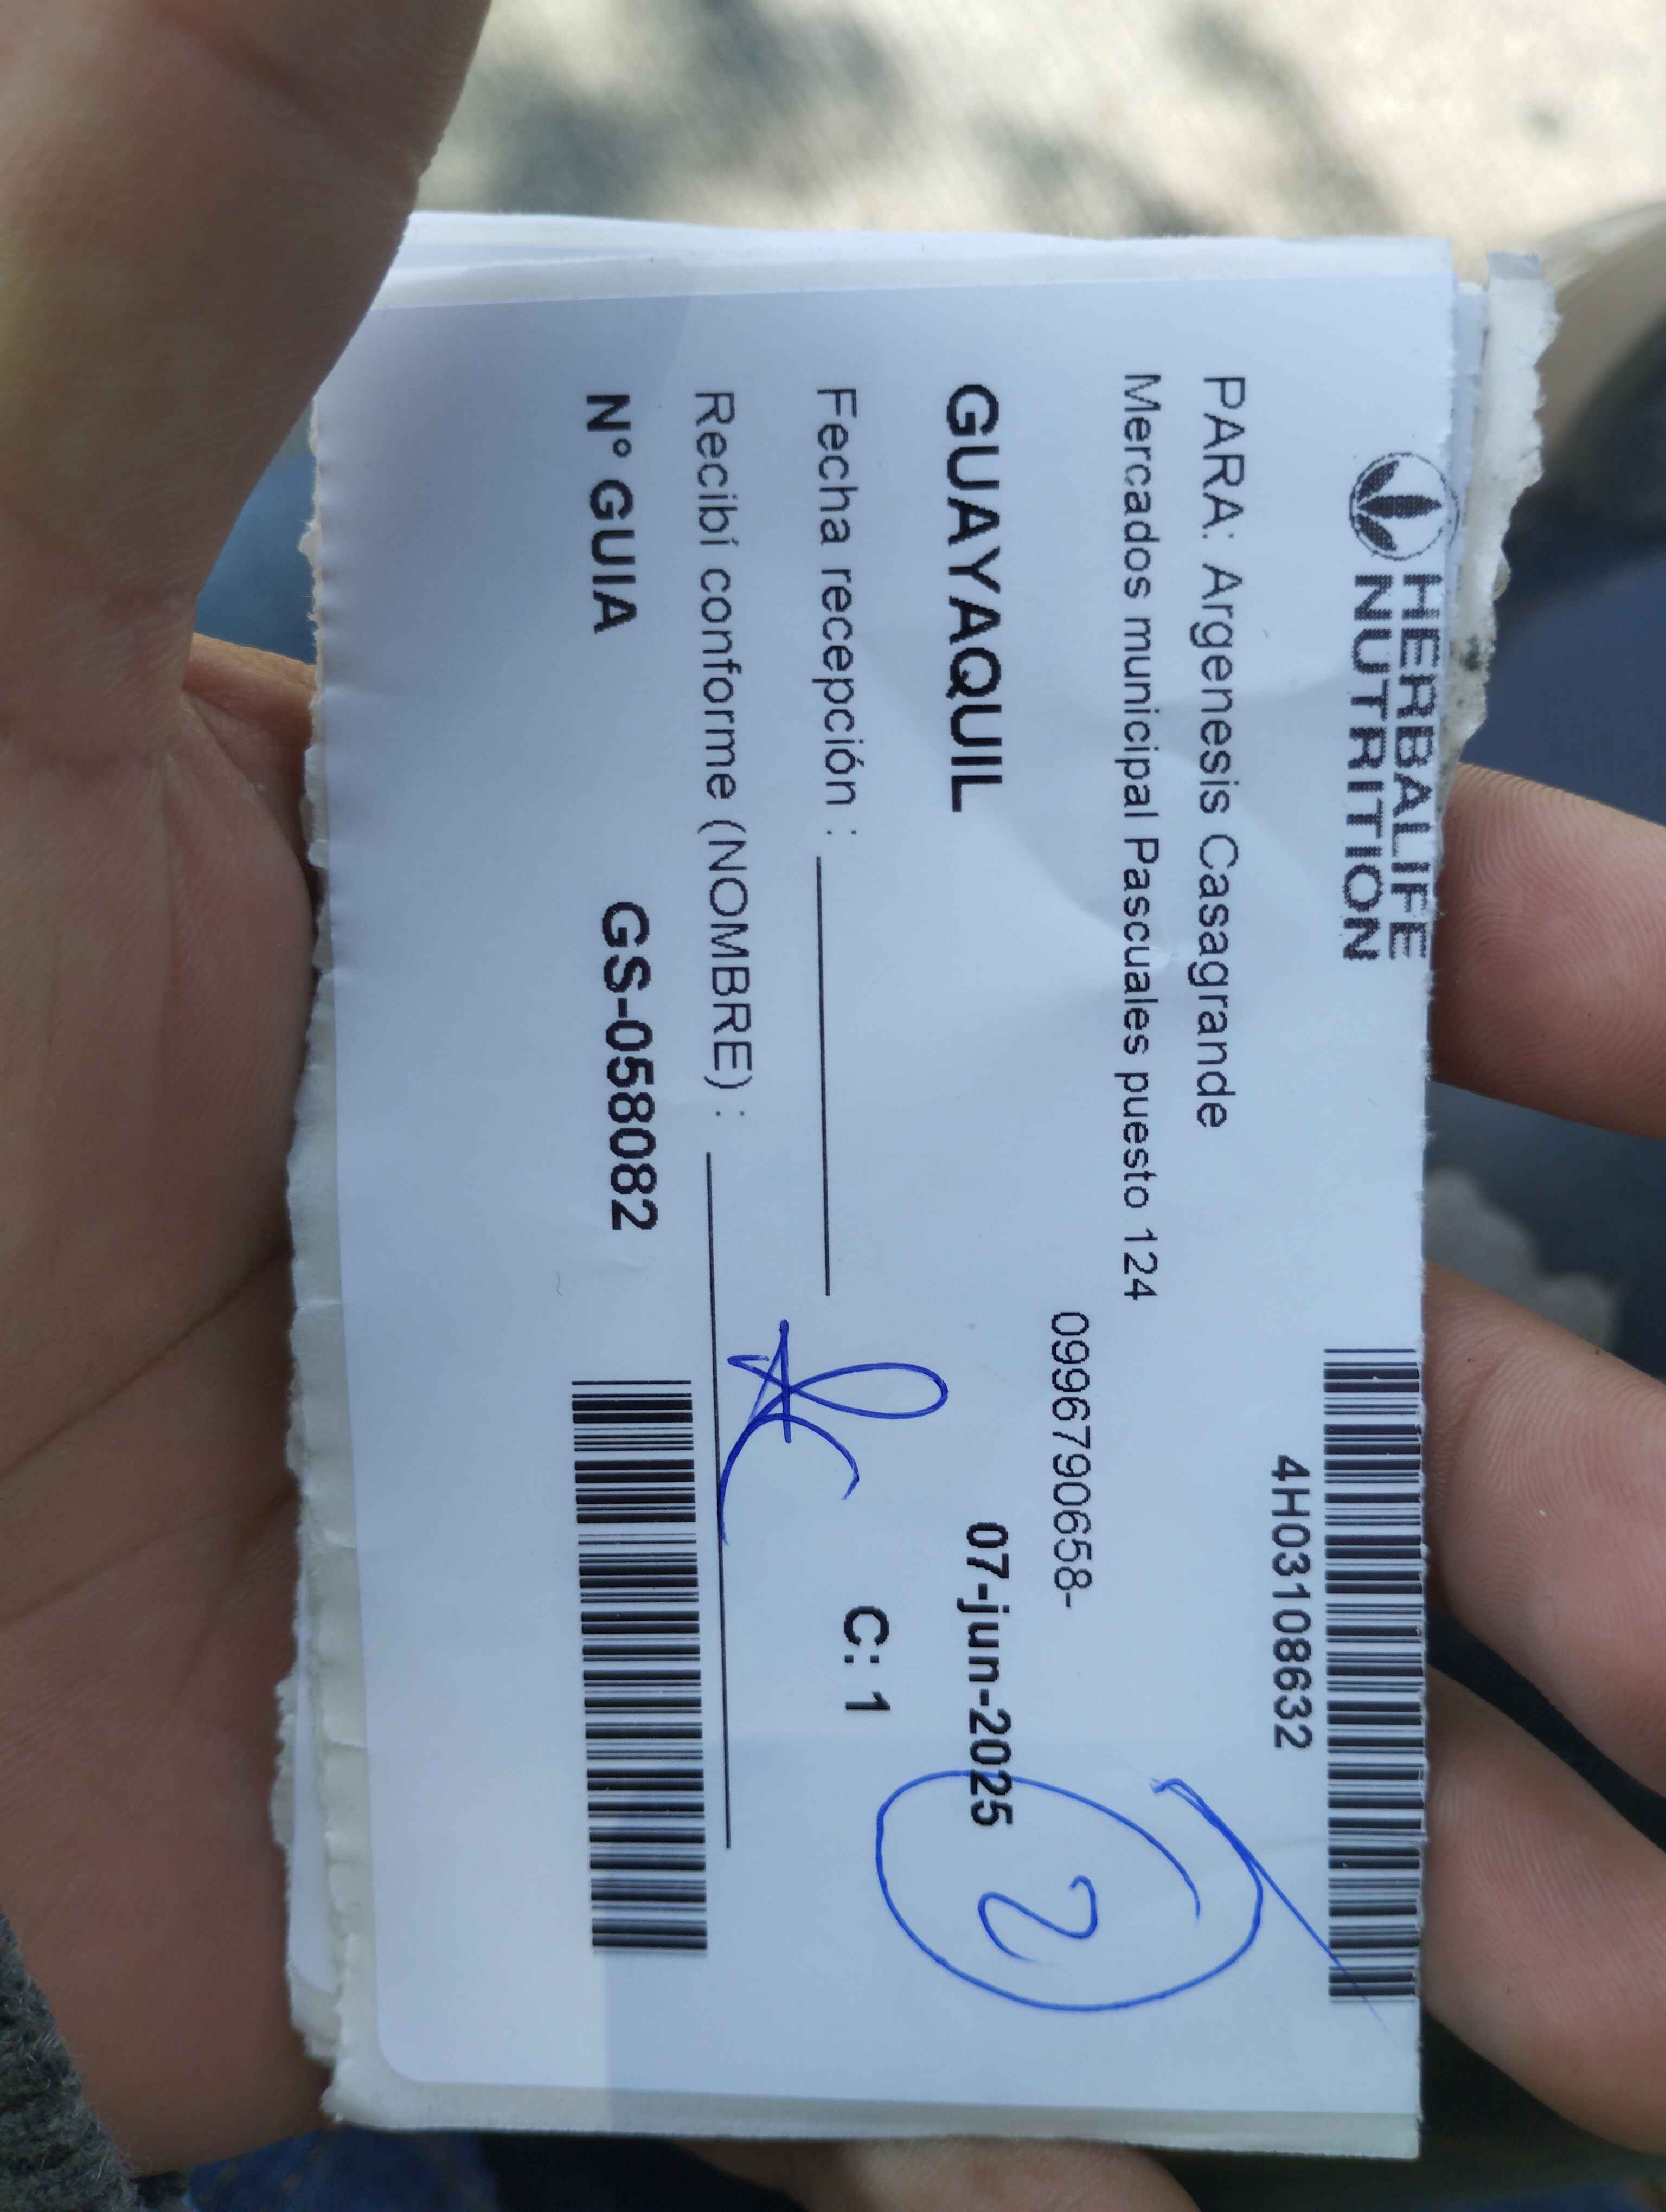 HERBALIFE
NUTRITION
4H03108632
PARA: Argenesis Casagrande
Mercados municipal Pascuales puesto 124
0996790658-
GUAYAQUIL
07-jun-2025
2
Fecha recepción :
C: 1
Recibí conforme (NOMBRE) :
N° GUIA
GS-058082